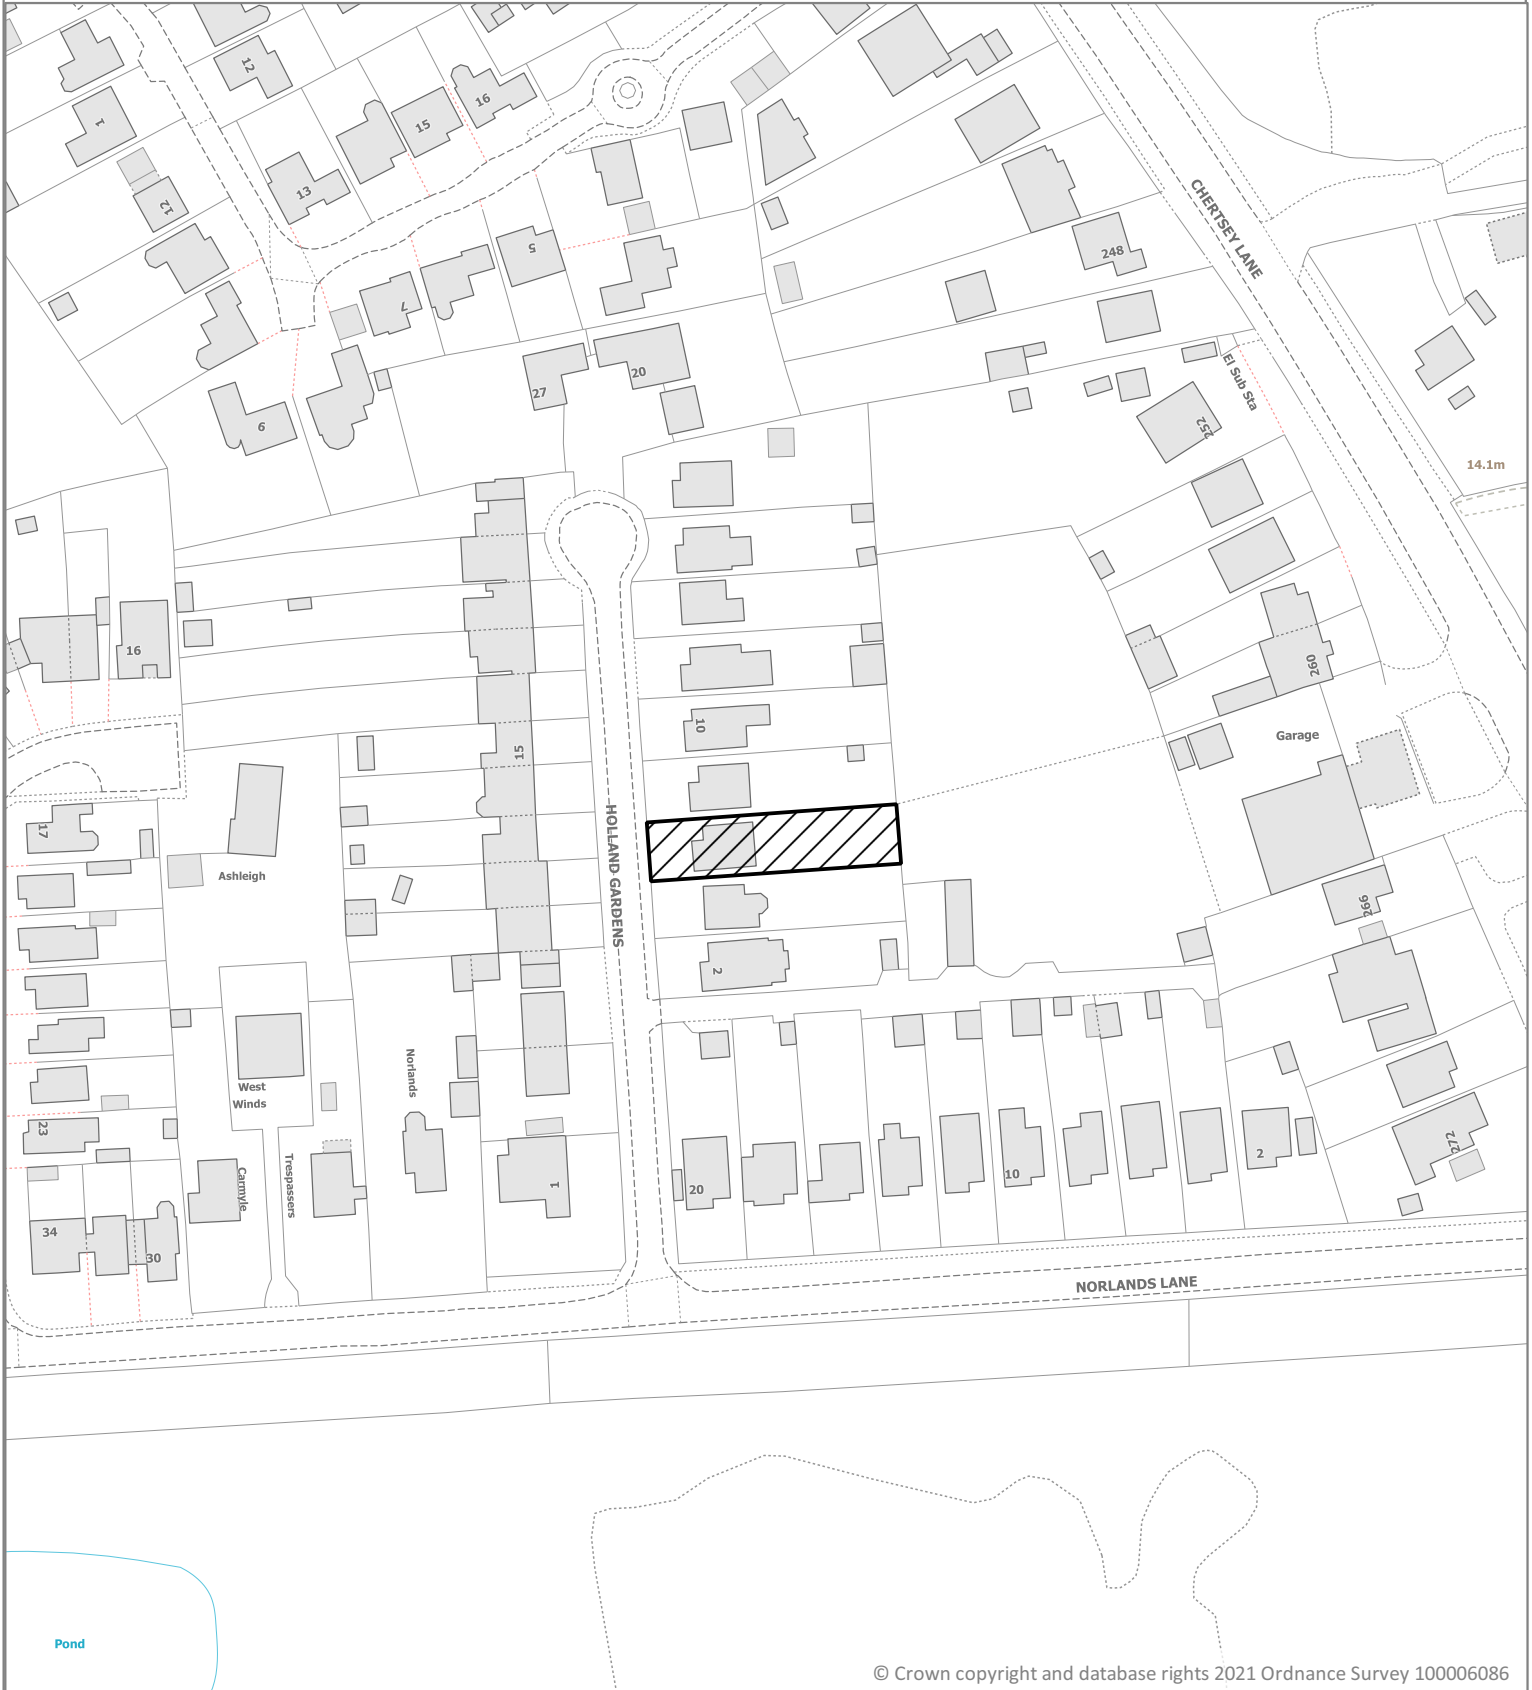 12
1
16
15
13
12
5
7
248
CHERTSEY LANE
27
20
El Sub Sta
252
6
14.1m
16
260
10
15
Garage
HOLLAND GARDENS
17
Ashleigh
266
2
West
Winds
Norlands
23
272
2
Carmyle
Trespassers
1
20
10
34
30
NORLANDS LANE
Pond
© Crown copyright and database rights 2021 Ordnance Survey 100006086